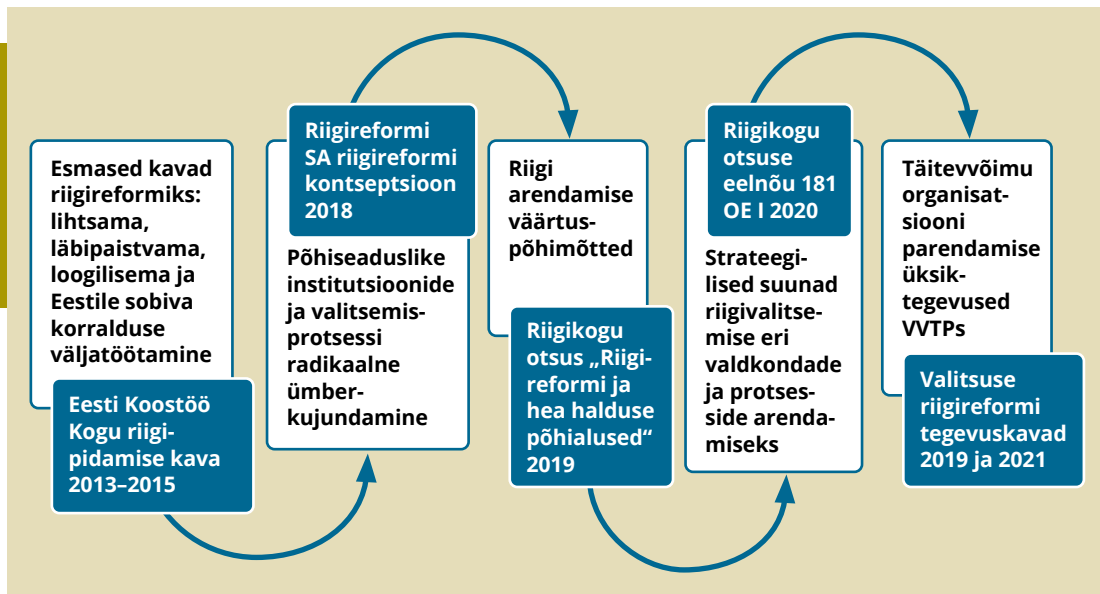 Esmased kavad
riigireformiks:
lihtsama,
läbipaistvama,
loogilisema ja
Eestile sobiva
korralduse
väljatöötamine
Eesti Koostöö
Kogu riigi-
pidamise kava
2013–2015
Riigireformi
SA riigireformi
kontseptsioon
2018
Põhiseaduslike
institutsioonide
ja valitsemis-
protsessi
radikaalne
ümber-
kujundamine
Riigi
arendamise
väärtus-
põhimõtted
Riigikogu
otsus „Riigi-
reformi ja
hea halduse
põhialused“
2019
Riigikogu
otsuse
eelnõu 181
OE I 2020
Strateegi-
lised suunad
riigivalitse-
mise eri
valdkondade
ja protses-
side arenda-
miseks
Täitevvõimu
organisat-
siooni
parendamise
üksik-
tegevused
VVTPs
Valitsuse
riigireformi
tegevuskavad
2019 ja 2021